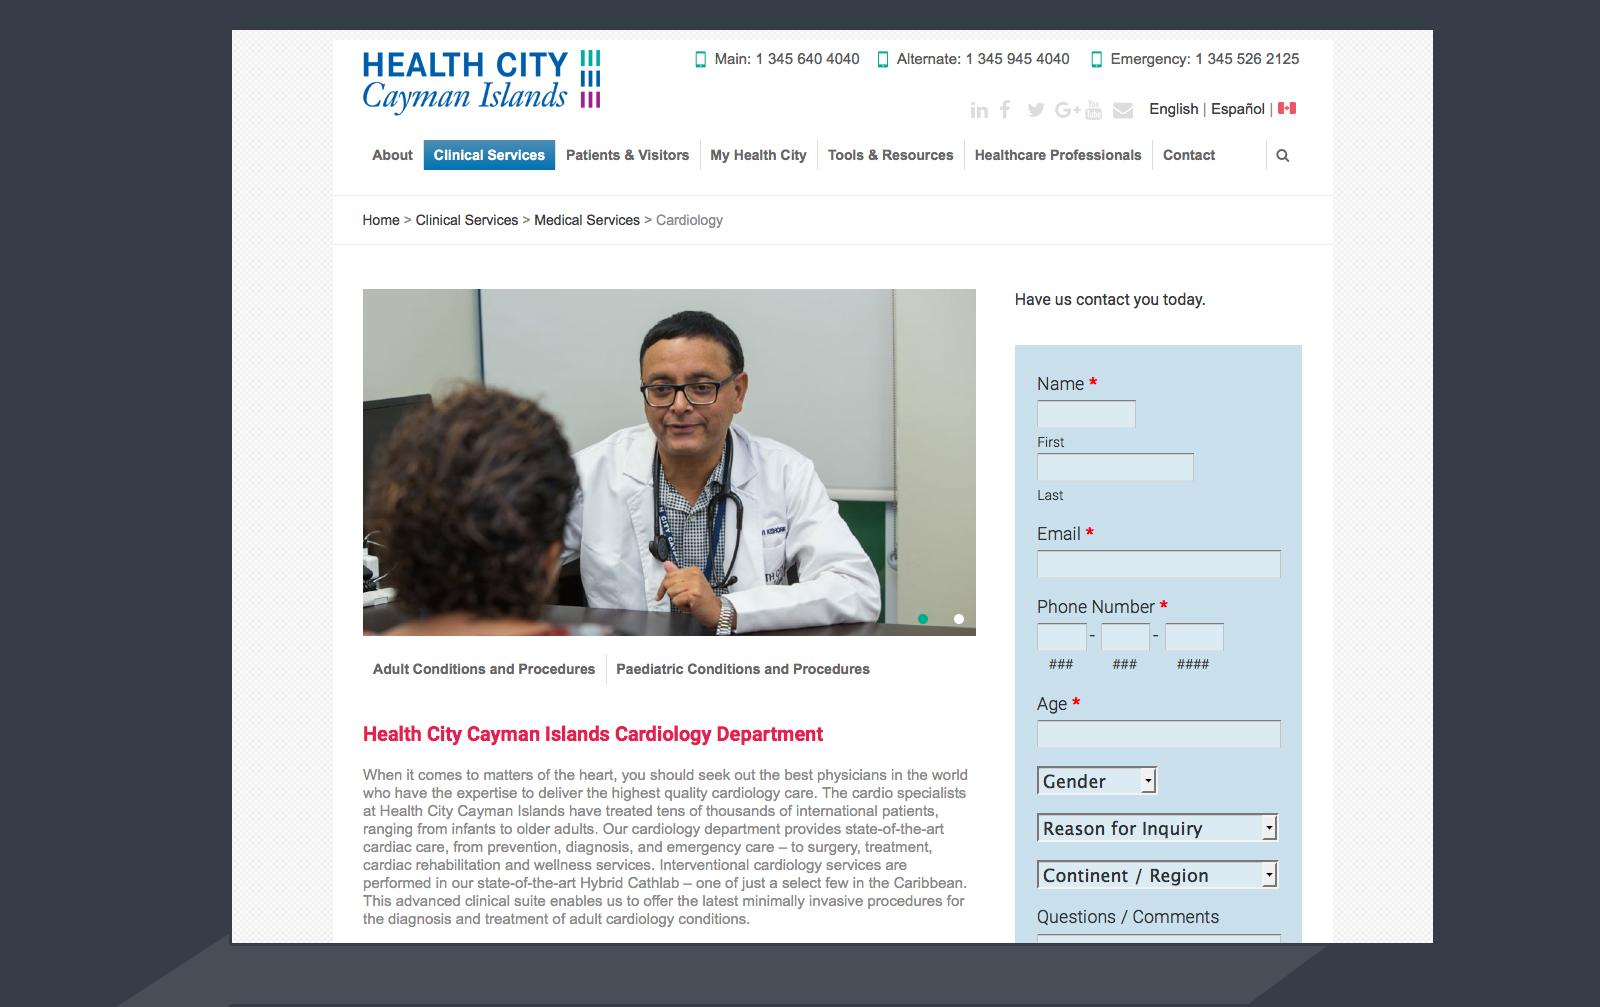 HEALTH CITY
Cayman Islands
Main: 1 345 640 4040
Alternate: 1 345 945 4040
Emergency: 1 345 526 2125
You
Tube
English | Español |
About
Clinical Services
Patients & Visitors
My Health City
Tools & Resources
Healthcare Professionals
Contact
Home > Clinical Services > Medical Services > Cardiology
HEALTH CITY
KISHORE
TH CITY
Adult Conditions and Procedures
Paediatric Conditions and Procedures
Health City Cayman Islands Cardiology Department
When it comes to matters of the heart, you should seek out the best physicians in the world
who have the expertise to deliver the highest quality cardiology care. The cardio specialists
at Health City Cayman Islands have treated tens of thousands of international patients,
ranging from infants to older adults. Our cardiology department provides state-of-the-art
cardiac care, from prevention, diagnosis, and emergency care – to surgery, treatment,
cardiac rehabilitation and wellness services. Interventional cardiology services are
performed in our state-of-the-art Hybrid Cathlab – one of just a select few in the Caribbean.
This advanced clinical suite enables us to offer the latest minimally invasive procedures for
the diagnosis and treatment of adult cardiology conditions.
Have us contact you today.
Name *
First
Last
Email *
Phone Number *
- -
### ### ####
Age *
Gender
Reason for Inquiry
Continent / Region
Questions / Comments